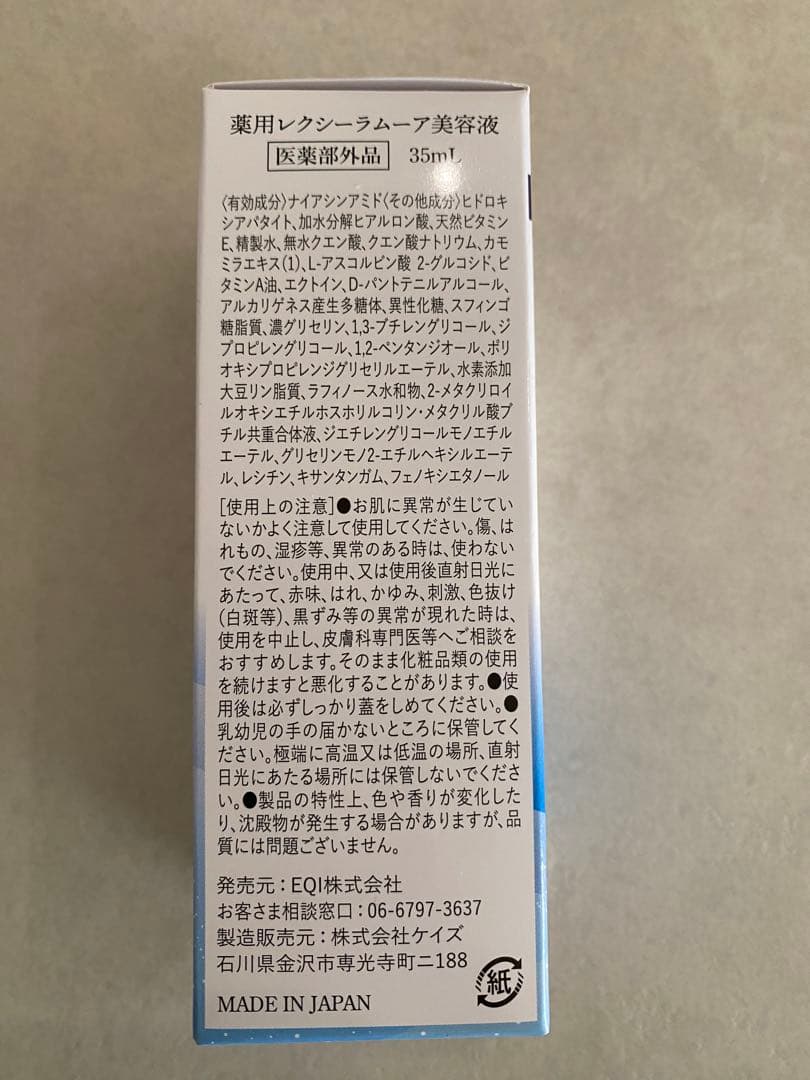 薬用レクシーラムーア美容液
医薬部外品 35mL
〈有効成分〉ナイアシンアミド〈その他成分〉ヒドロキ
シアパタイト、加水分解ヒアルロン酸、天然ビタミン
E、精製水、無水クエン酸、クエン酸ナトリウム、カモ
ミラエキス(1)、L-アスコルビン酸 2-グルコシド、ビ
タミンA油、エクトイン、D-パントテニルアルコール、
アルカリゲネス産生多糖体、異性化糖、スフィンゴ
糖脂質、濃グリセリン、1,3-ブチレングリコール、ジ
プロピレングリコール、1,2-ペンタンジオール、ポリ
オキシプロピレンジグリセリルエーテル、水素添加
大豆リン脂質、ラフィノース水和物、2-メタクリロイ
ルオキシエチルホスホリルコリン・メタクリル酸ブ
チル共重合体液、ジエチレングリコールモノエチル
エーテル、グリセリンモノ2-エチルヘキシルエーテ
ル、レシチン、キサンタンガム、フェノキシエタノール
[使用上の注意]●お肌に異常が生じてい
ないかよく注意して使用してください。傷、は
れもの、湿疹等、異常のある時は、使わない
でください。使用中、又は使用後直射日光に
あたって、赤味、はれ、かゆみ、刺激、色抜け
(白斑等)、黒ずみ等の異常が現れた時は、
使用を中止し、皮膚科専門医等へご相談を
おすすめします。そのまま化粧品類の使用
を続けますと悪化することがあります。●使
用後は必ずしっかり蓋をしめてください。●
乳幼児の手の届かないところに保管してく
ださい。極端に高温又は低温の場所、直射
日光にあたる場所には保管しないでくださ
い。●製品の特性上、色や香りが変化した
り、沈殿物が発生する場合がありますが、品
質には問題ございません。
発売元：EQI株式会社
お客さま相談窓口：06-6797-3637
製造販売元：株式会社ケイズ
石川県金沢市専光寺町ニ188
紙
MADE IN JAPAN